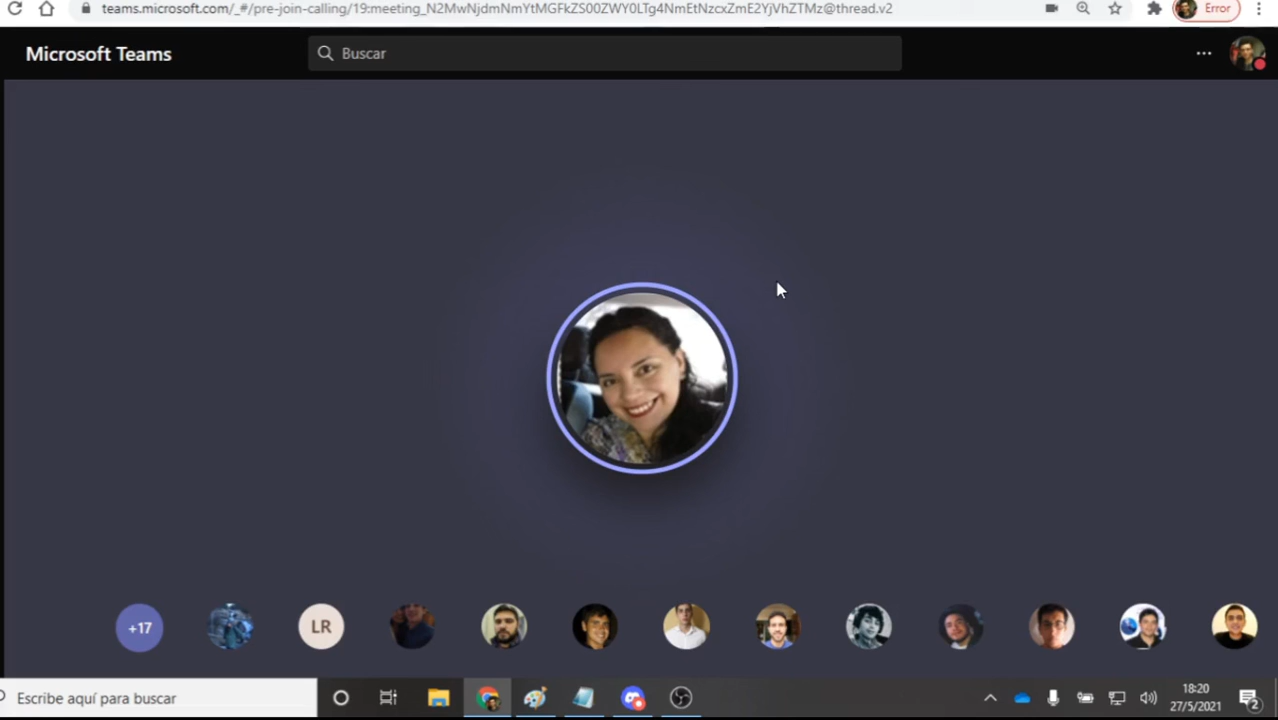 teams.microsoft.com/_#/pre-join-calling/19:meeting_N2MwNjdmNmYtMGFkZS00ZWY0LTg4NmEtNzcxZmE2YjVhZTMz@thread.v2
Error
Microsoft Teams
Buscar
+17
LR
Escribe aquí para buscar
18:20
27/5/2021
2